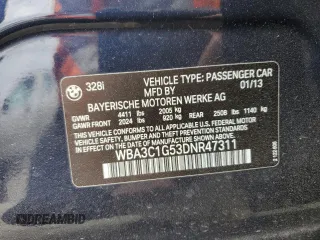 328i
VEHICLE TYPE: PASSENGER CAR
MFD BY 01/13
BAYERISCHE MOTOREN WERKE AG
GVWR 4411 lbs 2005 kg
GAWR FRONT 2024 lbs 920 kg GAWR REAR 2508 lbs 1140 kg
THIS VEHICLE CONFORMS TO ALL APPLICABLE FEDERAL MOTOR VEHICLE SAFETY, BUMPER AND THEFT PREVENTION STANDARDS IN EFFECT ON THE DATE OF MANUFACTURE SHOWN ABOVE.
WBA3C1G53DNR47311
DREAMBID